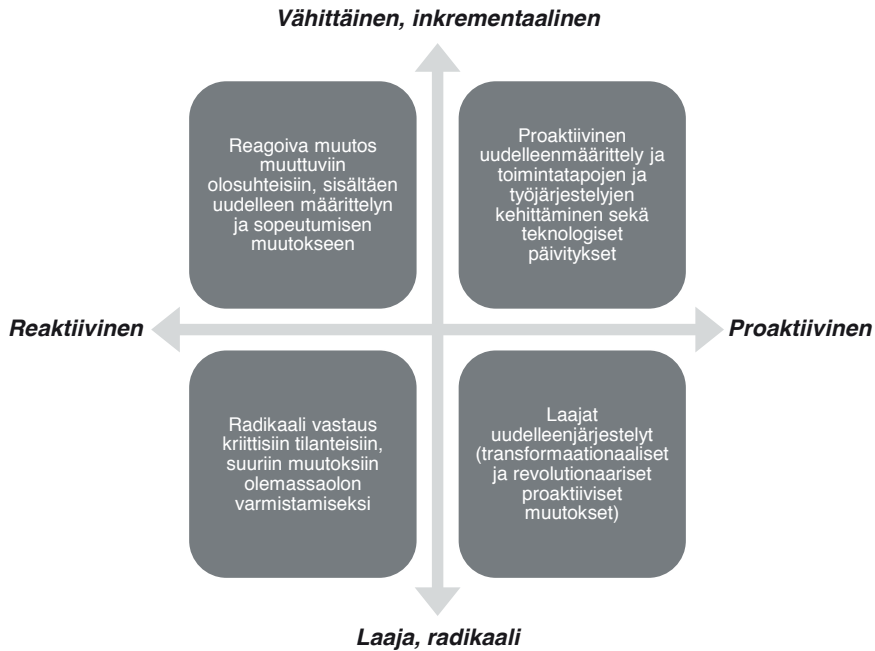 Vähittäinen, inkrementaalinen
Reagoiva muutos
muuttuviin
olosuhteisiin, sisältäen
uudelleen määrittelyn
ja sopeutumisen
muutokseen
Proaktiivinen
uudelleenmäärittely ja
toimintatapojen ja
työjärjestelyjen
kehittäminen sekä
teknologiset
päivitykset
Reaktiivinen
Proaktiivinen
Radikaali vastaus
kriittisiin tilanteisiin,
suuriin muutoksiin
olemassaolon
varmistamiseksi
Laajat
uudelleenjärjestelyt
(transformaationaaliset
ja revolutionaariset
proaktiiviset
muutokset)
Laaja, radikaali